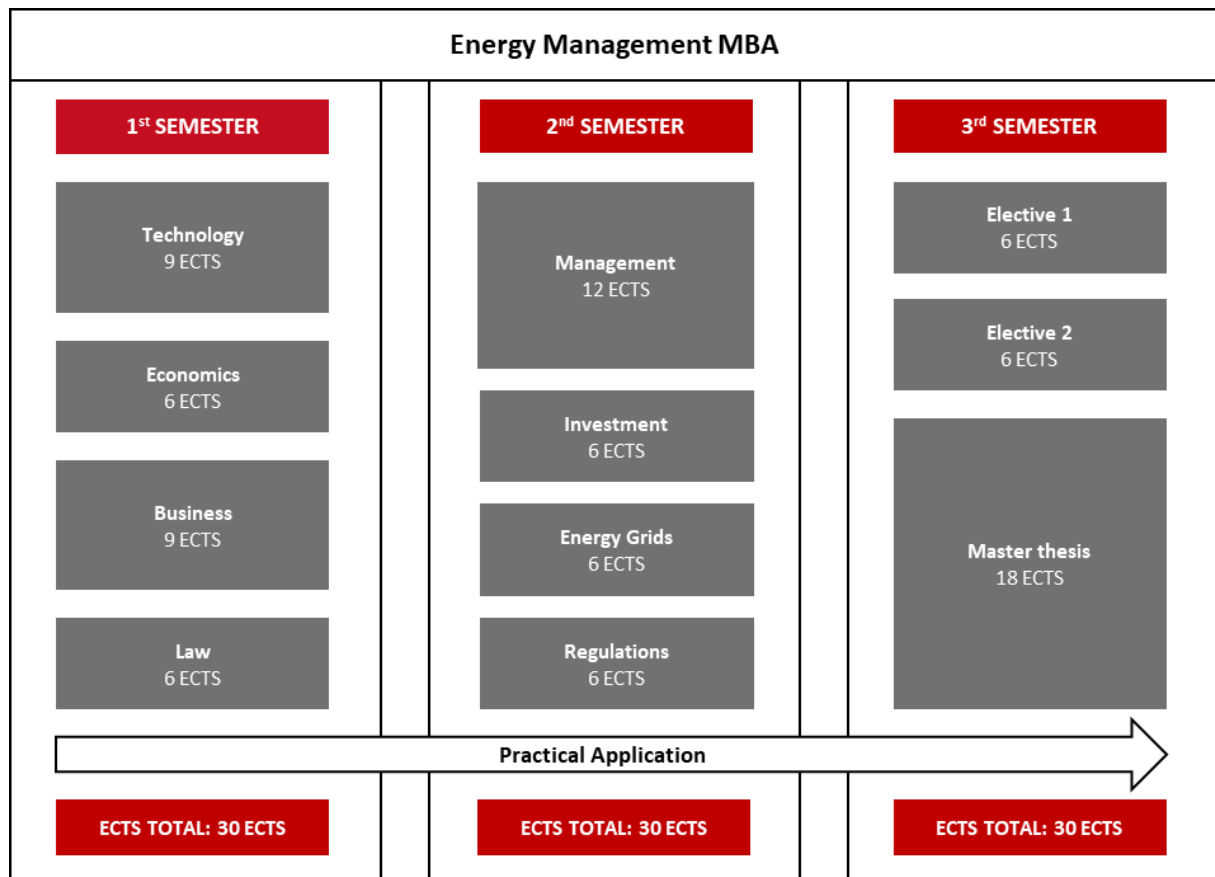 Energy Management MBA
1st SEMESTER
Technology
9 ECTS
Economics
6 ECTS
Business
9 ECTS
Law
6 ECTS
2nd SEMESTER
Management
12 ECTS
Investment
6 ECTS
Energy Grids
6 ECTS
Regulations
6 ECTS
3rd SEMESTER
Elective 1
6 ECTS
Elective 2
6 ECTS
Master thesis
18 ECTS
Practical Application
ECTS TOTAL: 30 ECTS
ECTS TOTAL: 30 ECTS
ECTS TOTAL: 30 ECTS